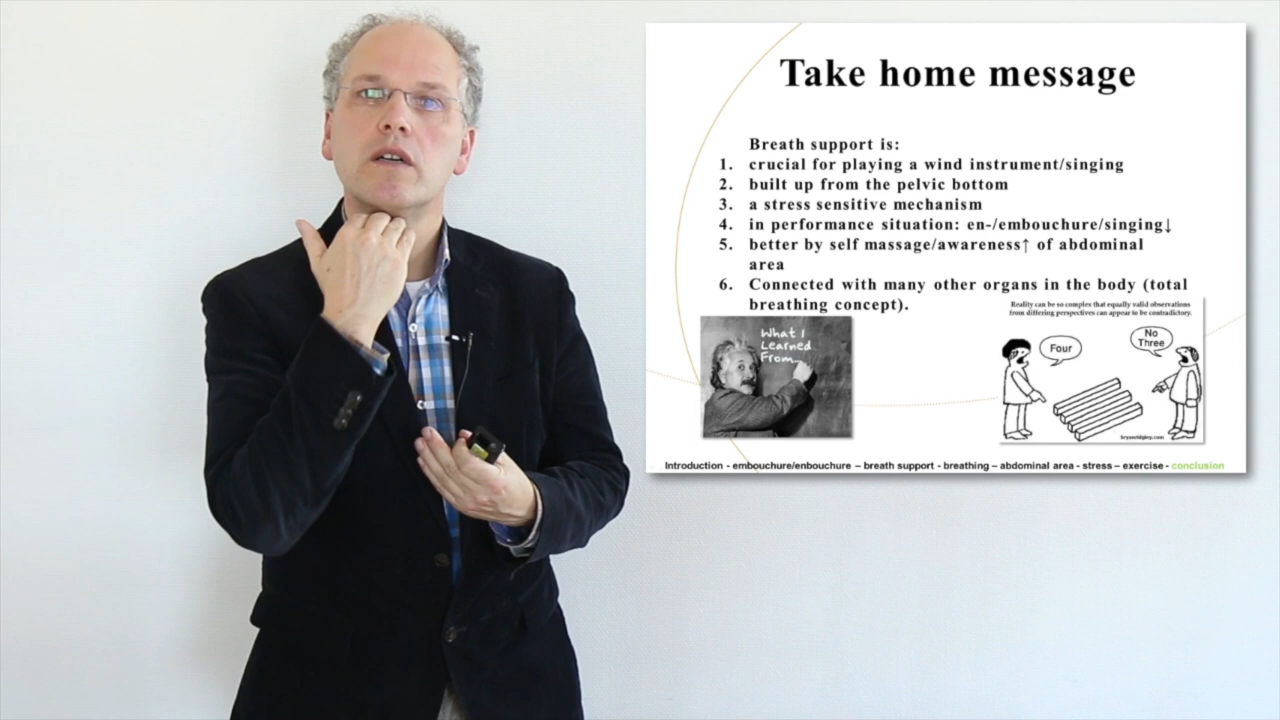 Take home message
Breath support is:
1. crucial for playing a wind instrument/singing
2. built up from the pelvic bottom
3. a stress sensitive mechanism
4. in performance situation: en-/embouchure/singing↓
5. better by self massage/awareness↑ of abdominal
area
6. Connected with many other organs in the body (total
breathing concept).
Reality can be so complex that equally valid observations
from differing perspectives can appear to be contradictory.
What I
Learned
From...
Four
No
Three
Introduction - embouchure/enbouchure – breath support - breathing – abdominal area - stress – exercise - conclusion